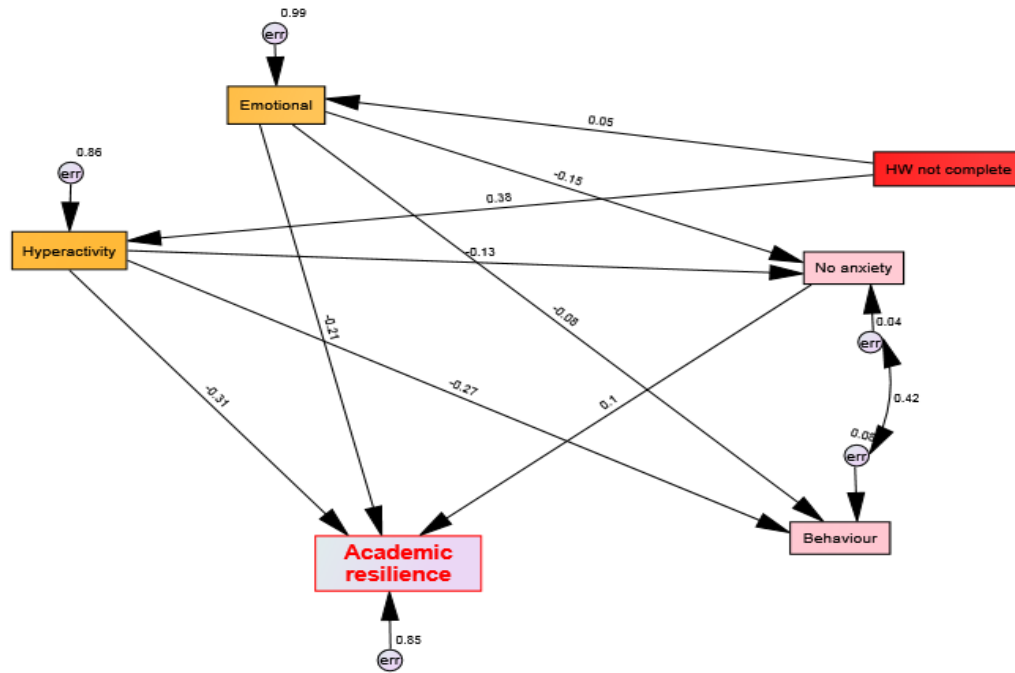 0.99
err
Emotional
0.05
0.86
err
HW not complete
-0.15
0.38
Hyperactivity
-0.13
No anxiety
-0.21
-0.08
0.04
err
-0.31
-0.27
0.1
0.42
0.08
err
Behaviour
Academic
resilience
0.85
err